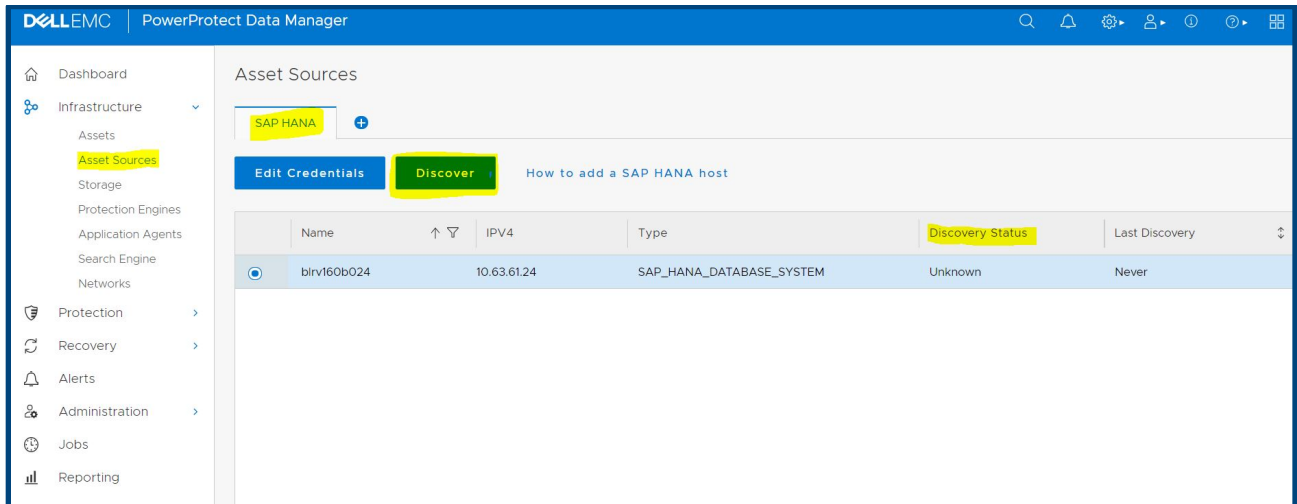 DELLEMC PowerProtect Data Manager
Dashboard
Infrastructure
Assets
Asset Sources
Storage
Protection Engines
Application Agents
Search Engine
Networks
Protection
Recovery
Alerts
Administration
Jobs
Reporting
Asset Sources
SAP HANA
Edit Credentials Discover How to add a SAP HANA host
Name IPV4 Type Discovery Status Last Discovery
blrv160b024 10.63.61.24 SAP_HANA_DATABASE_SYSTEM Unknown Never